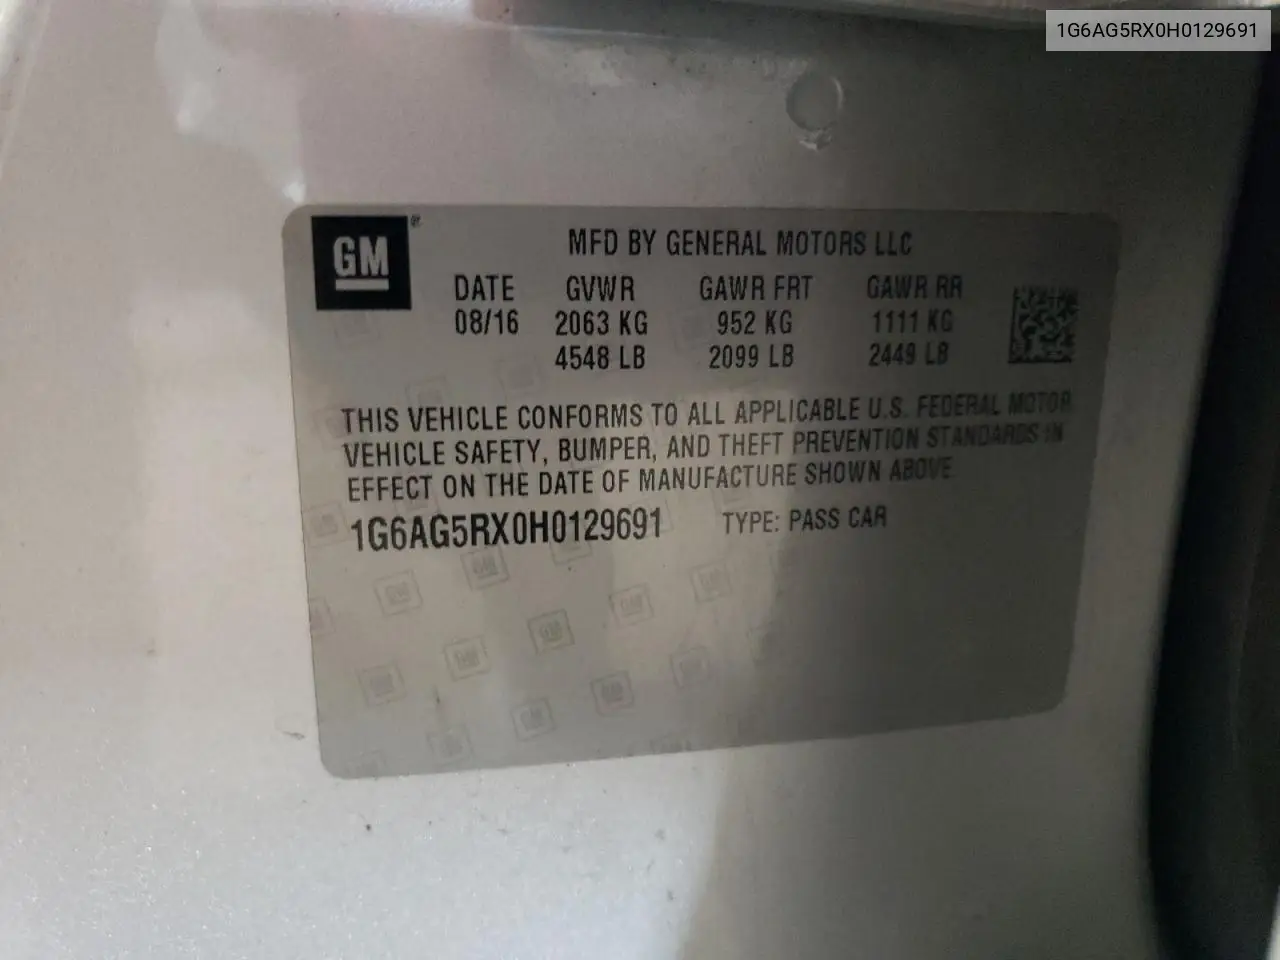 1G6AG5RX0H0129691
GM
MFD BY GENERAL MOTORS LLC
DATE GVWR GAWR FRT GAWR RR
08/16 2063 KG 952 KG 1111 KG
4548 LB 2099 LB 2449 LB
THIS VEHICLE CONFORMS TO ALL APPLICABLE U.S. FEDERAL MOTOR
VEHICLE SAFETY, BUMPER, AND THEFT PREVENTION STANDARDS IN
EFFECT ON THE DATE OF MANUFACTURE SHOWN ABOVE
1G6AG5RX0H0129691 TYPE: PASS CAR